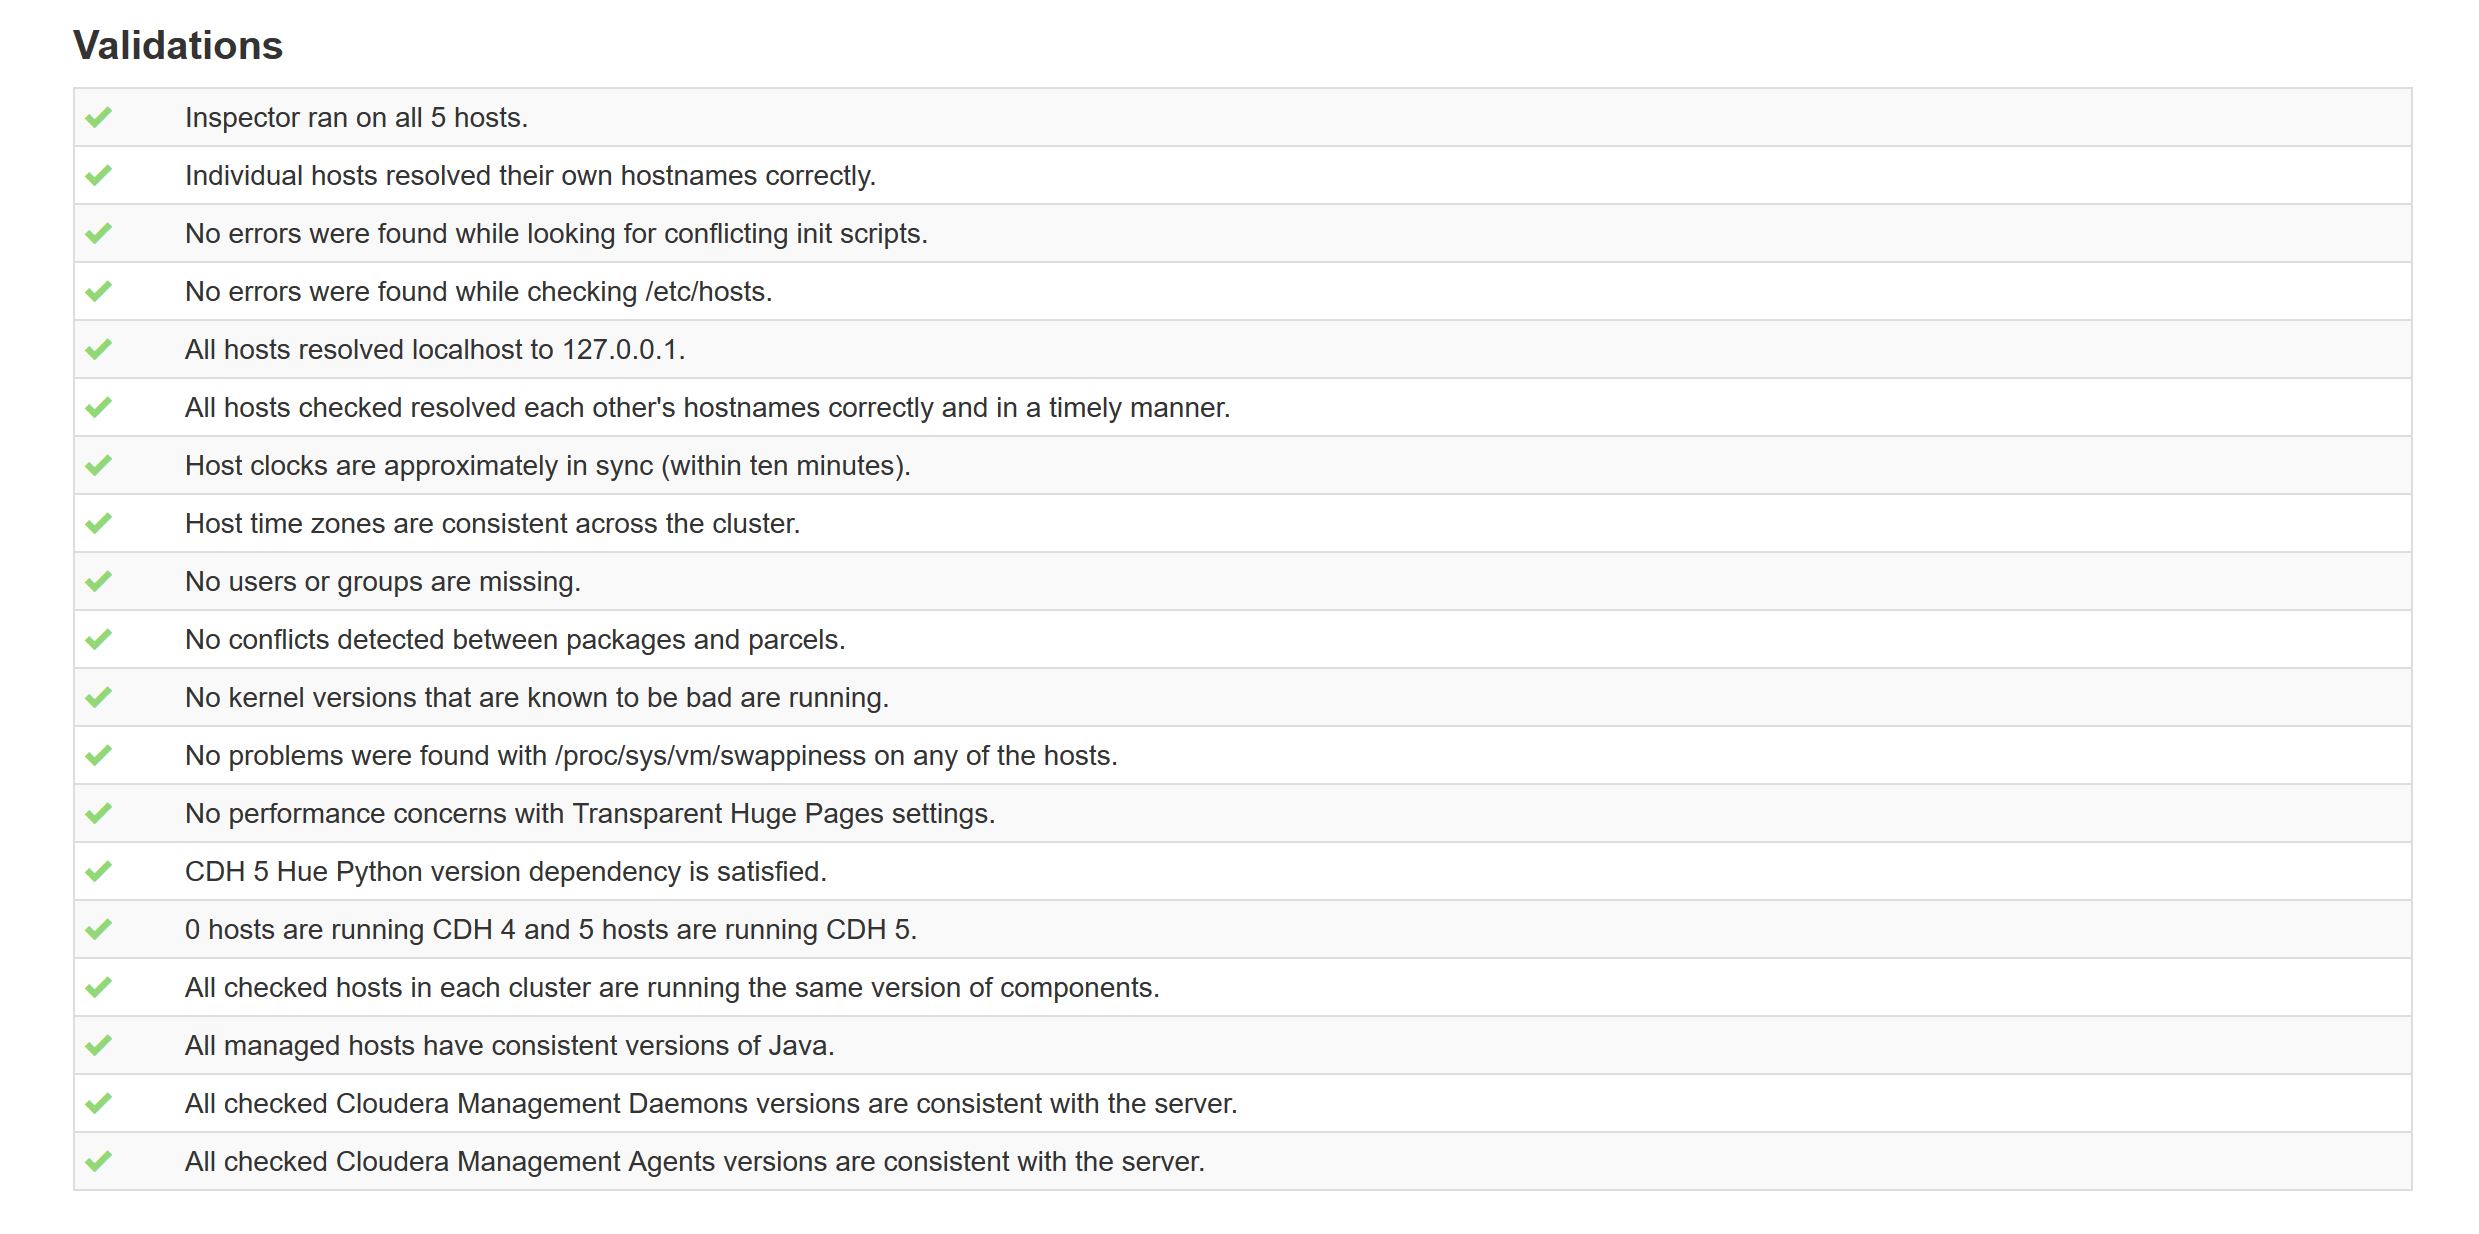 Validations
Inspector ran on all 5 hosts.
Individual hosts resolved their own hostnames correctly.
No errors were found while looking for conflicting init scripts.
No errors were found while checking /etc/hosts.
All hosts resolved localhost to 127.0.0.1.
All hosts checked resolved each other's hostnames correctly and in a timely manner.
Host clocks are approximately in sync (within ten minutes).
Host time zones are consistent across the cluster.
No users or groups are missing.
No conflicts detected between packages and parcels.
No kernel versions that are known to be bad are running.
No problems were found with /proc/sys/vm/swappiness on any of the hosts.
No performance concerns with Transparent Huge Pages settings.
CDH 5 Hue Python version dependency is satisfied.
0 hosts are running CDH 4 and 5 hosts are running CDH 5.
All checked hosts in each cluster are running the same version of components.
All managed hosts have consistent versions of Java.
All checked Cloudera Management Daemons versions are consistent with the server.
All checked Cloudera Management Agents versions are consistent with the server.